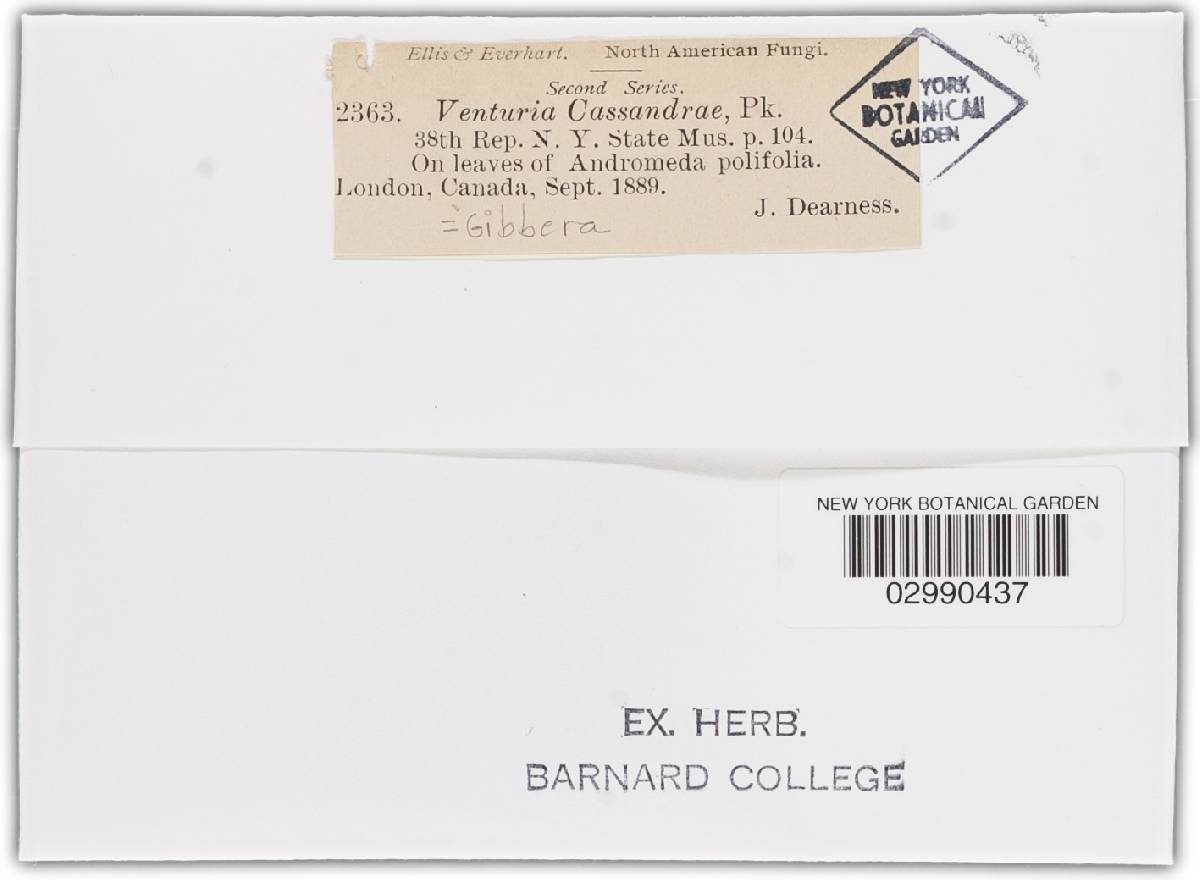 Ellis & Everhart. North American Fungi.
Second Series.
2363. Venturia Cassandrae, Pk.
38th Rep. N. Y. State Mus. p. 104.
On leaves of Andromeda polifolia.
London, Canada, Sept. 1889.
J. Dearness.
=Gibbera
NEW YORK
BOTANICAL
GARDEN
NEW YORK BOTANICAL GARDEN
02990437
EX. HERB.
BARNARD COLLEGE